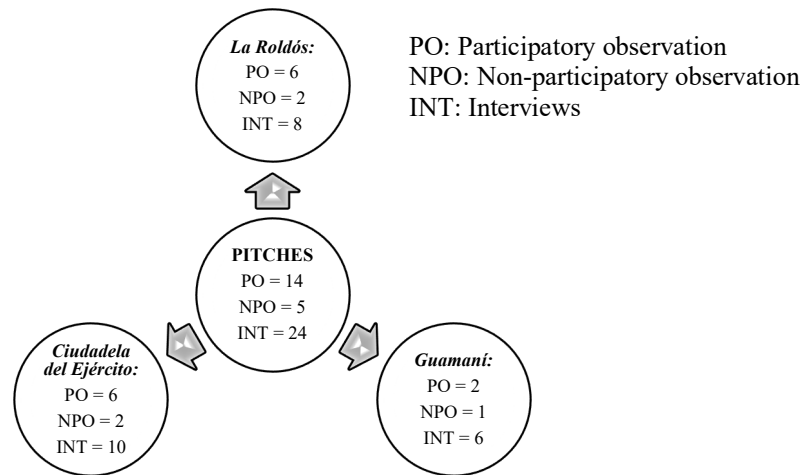 La Roldós:
PO = 6
NPO = 2
INT = 8
PO: Participatory observation
NPO: Non-participatory observation
INT: Interviews
PITCHES
PO = 14
NPO = 5
INT = 24
Ciudadela
del Ejército:
PO = 6
NPO = 2
INT = 10
Guamaní:
PO = 2
NPO = 1
INT = 6